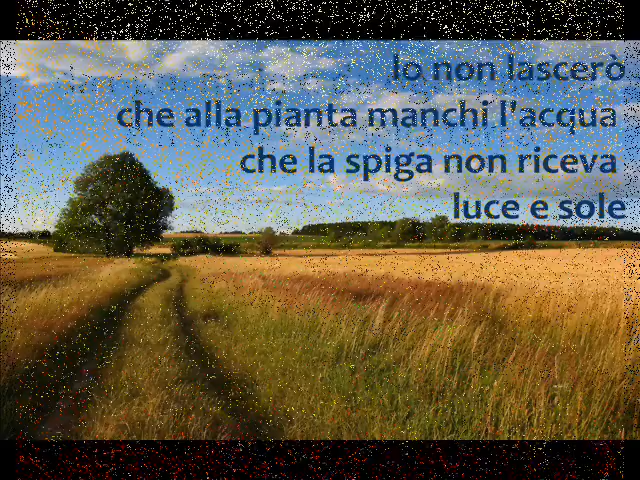 Io non lascerò
che alla pianta manchi l'acqua
che la spiga non riceva
luce e sole